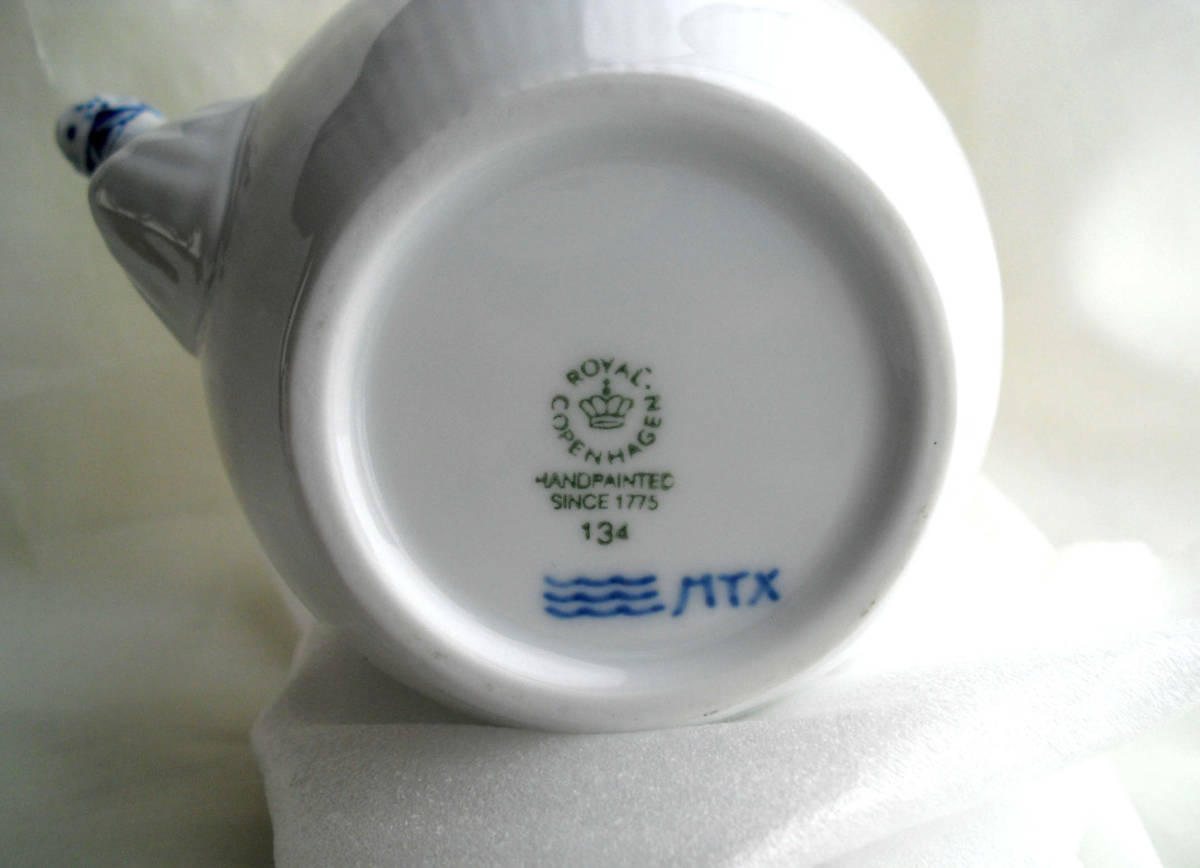 ROYAL
COPENHAGEN
HANDPAINTED
SINCE 1775
134
MTX